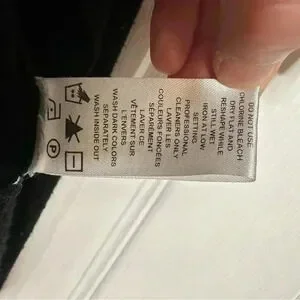 DO NOT USE
CHLORINE BLEACH
DRY FLAT AND
RESHAPE WHILE
STILL WET
IRON AT LOW
SETTING
PROFESSIONAL
CLEANERS ONLY
LAVER LES
COULEURS FONCÉES
SÉPARÉMENT
LAVER DE
VÊTEMENT SUR
L'ENVERS
WASH DARK COLORS
SEPARATELY
WASH INSIDE OUT
P